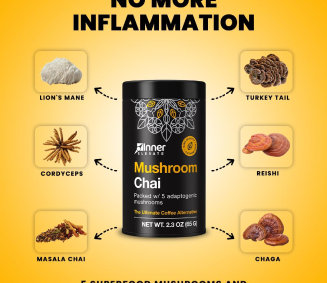 NO MORE
INFLAMMATION
LION'S MANE
TURKEY TAIL
inner
ELEVATE
Mushroom
Chai
Packed w/ 5 adaptogenic
mushrooms
The Ultimate Coffee Alternative
NET WT. 2.3 OZ (65 G)
CORDYCEPS
REISHI
MASALA CHAI
CHAGA
5 SUPERFOOD MUSHROOMS AND